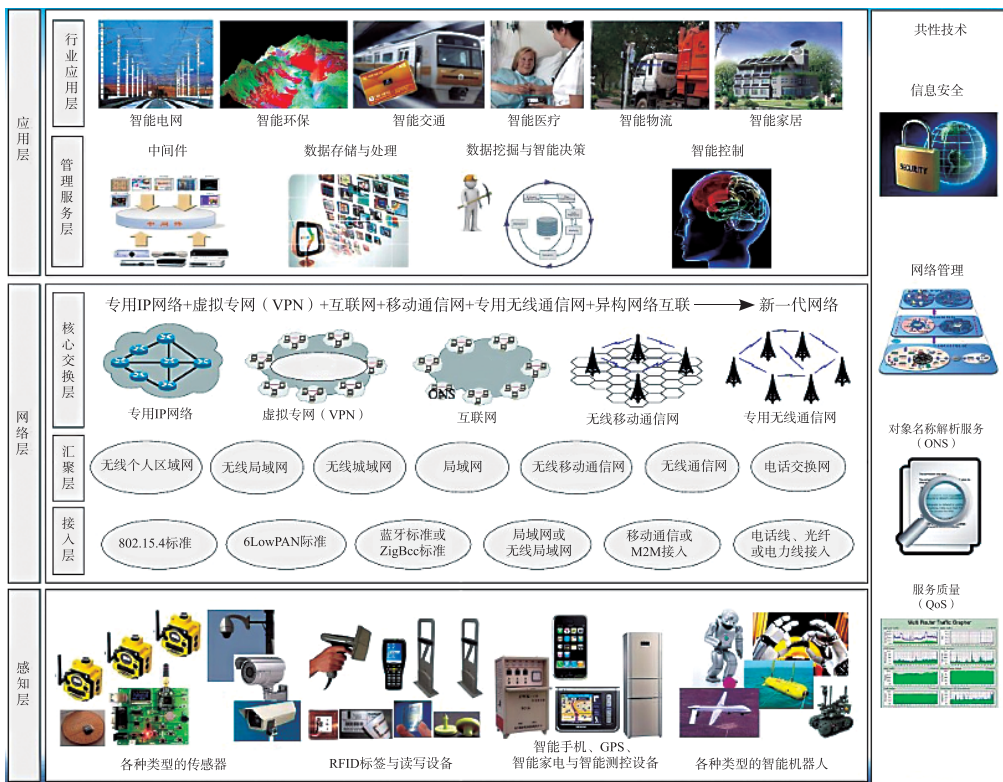 应用层
行业应用层
智能电网
智能环保
智能交通
智能医疗
智能物流
智能家居
管理服务层
中间件
数据存储与处理
数据挖掘与智能决策
智能控制
网络层
核心交换层
专用IP网络+虚拟专网（VPN）+互联网+移动通信网+专用无线通信网+异构网络互联
新一代网络
专用IP网络
虚拟专网（VPN）
ONS
互联网
无线移动通信网
专用无线通信网
汇聚层
无线个人区域网
无线局域网
无线城域网
局域网
无线移动通信网
无线通信网
电话交换网
接入层
802.15.4标准
6LowPAN标准
蓝牙标准或
ZigBcc标准
局域网或
无线局域网
移动通信或
M2M接入
电话线、光纤
或电力线接入
感知层
各种类型的传感器
RFID标签与读写设备
智能手机、GPS、
智能家电与智能测控设备
各种类型的智能机器人
共性技术
信息安全
SECURITY
网络管理
对象名称解析服务
（ONS）
服务质量
（QoS）
Multi Router Traffic Grapher